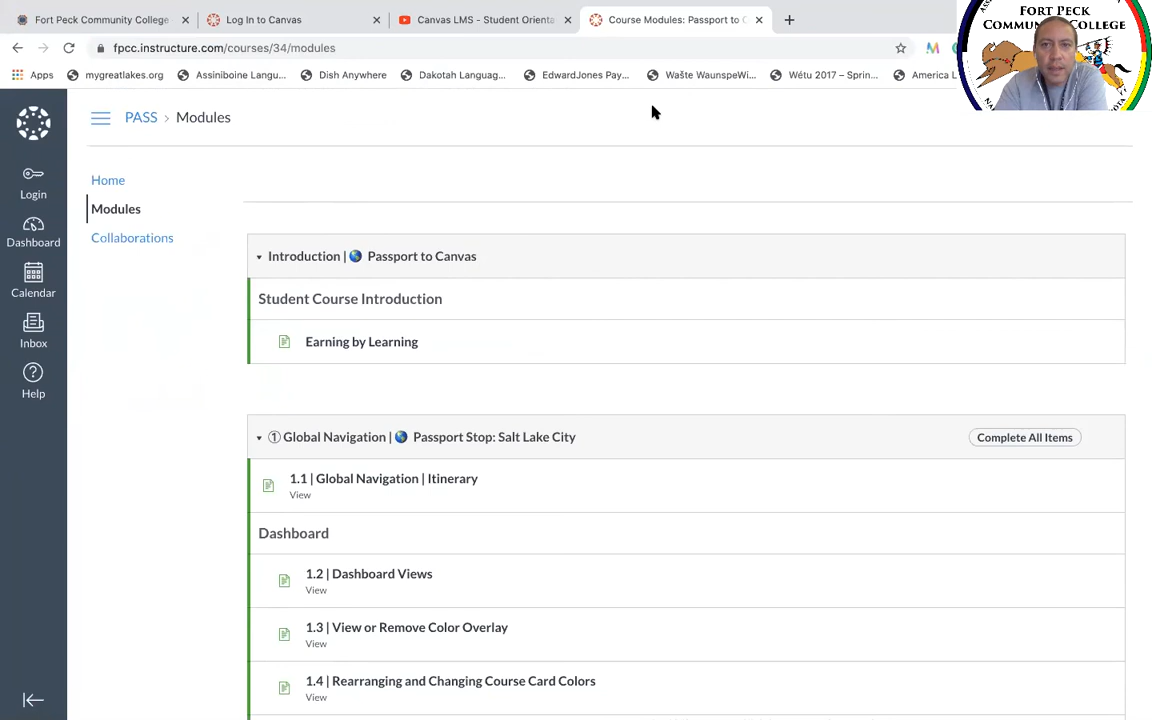 Fort Peck Community College
Log In to Canvas
Canvas LMS - Student Orienta
Course Modules: Passport to C
fpcc.instructure.com/courses/34/modules
Apps
mygreatlakes.org
Assiniboine Langu...
Dish Anywhere
Dakotah Languag...
EdwardJones Pay...
Wašte WaunspeWi...
Wétu 2017 – Sprin...
America L
FORT PECK
COMMUNITY COLLEGE
PASS › Modules
Login
Dashboard
Calendar
Inbox
Help
Home
Modules
Collaborations
Introduction | Passport to Canvas
Student Course Introduction
Earning by Learning
① Global Navigation | Passport Stop: Salt Lake City
Complete All Items
1.1 | Global Navigation | Itinerary
View
Dashboard
1.2 | Dashboard Views
View
1.3 | View or Remove Color Overlay
View
1.4 | Rearranging and Changing Course Card Colors
View